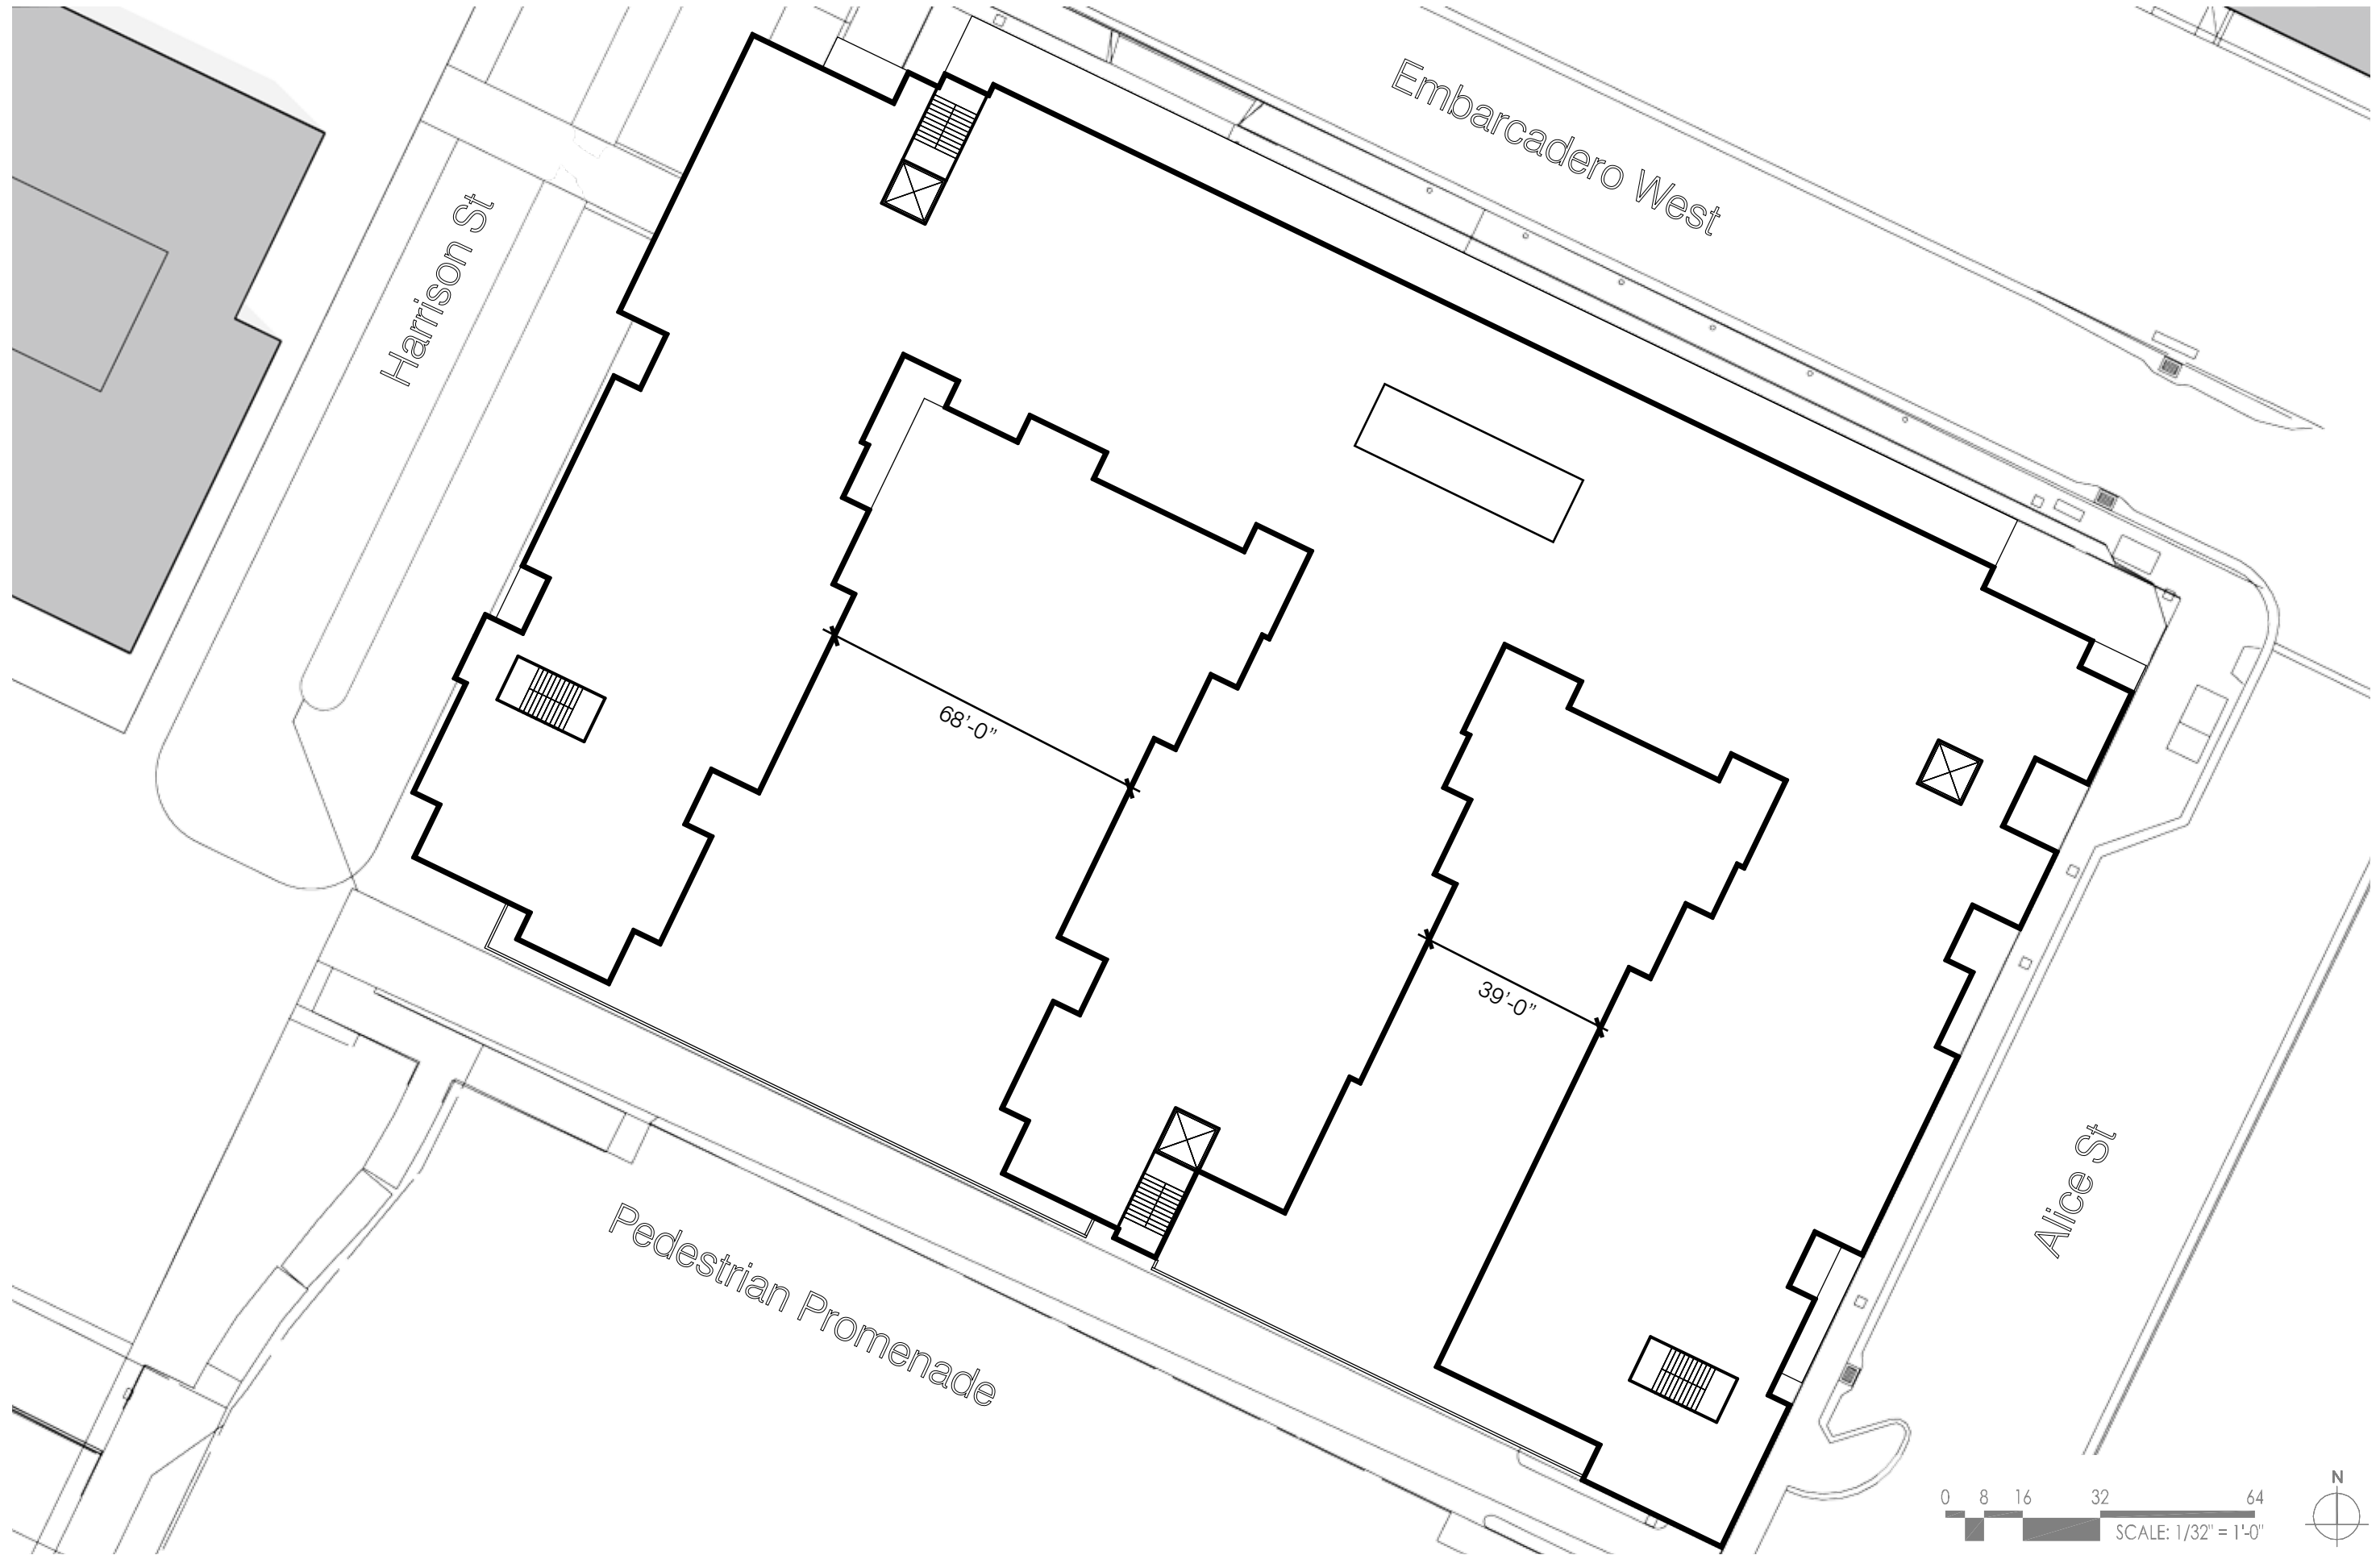 Embarcadero West
Harrison St
68'-0"
39'-0"
Alice St
Pedestrian Promenade
0 8 16 32 64
SCALE: 1/32" = 1'-0"
N